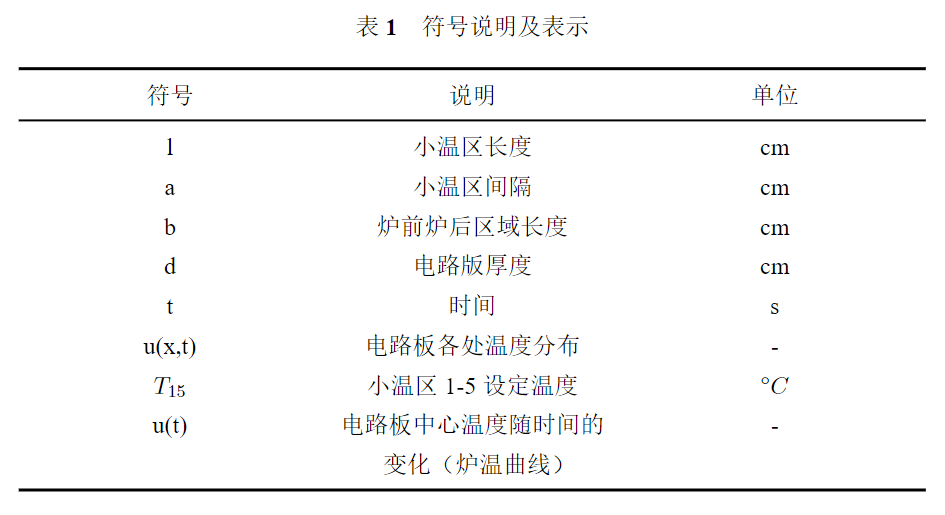 表 1 符号说明及表示
符号 说明 单位
l 小温区长度 cm
a 小温区间隔 cm
b 炉前炉后区域长度 cm
d 电路版厚度 cm
t 时间 s
u(x,t) 电路板各处温度分布 -
T₁₅ 小温区 1-5 设定温度 °C
u(t) 电路板中心温度随时间的 -
变化（炉温曲线）